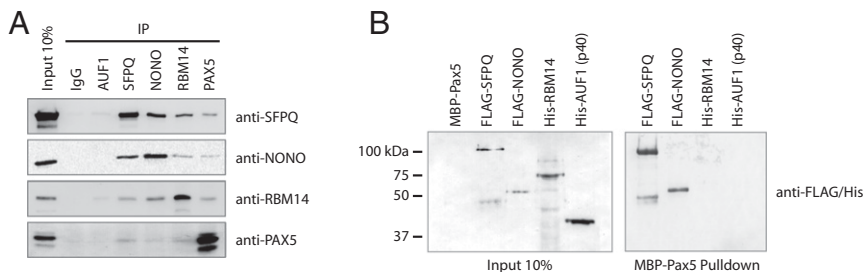 A
IP
Input 10%
IgG
AUF1
SFPQ
NONO
RBM14
PAX5
anti-SFPQ
anti-NONO
anti-RBM14
anti-PAX5
B
MBP-Pax5
FLAG-SFPQ
FLAG-NONO
His-RBM14
His-AUF1 (p40)
FLAG-SFPQ
FLAG-NONO
His-RBM14
His-AUF1 (p40)
100 kDa
75
50
37
anti-FLAG/His
Input 10%
MBP-Pax5 Pulldown